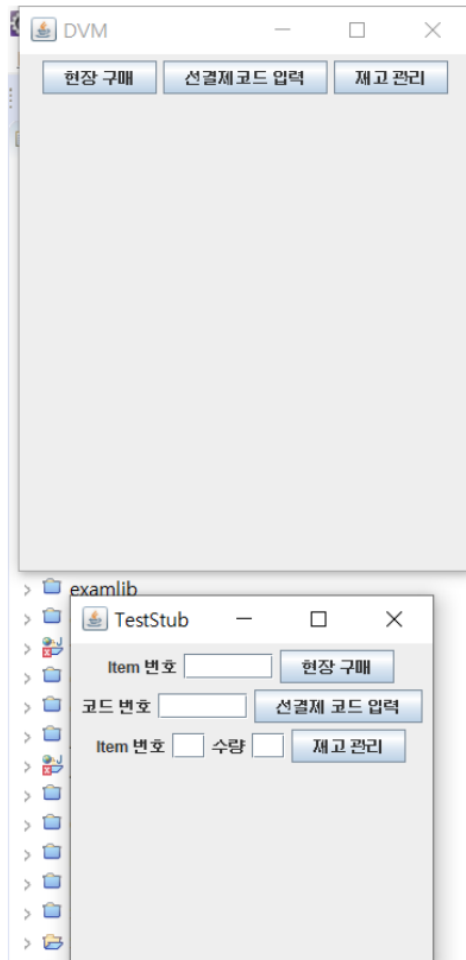 DVM
현장 구매 선결제코드 입력 재고 관리
examlib
TestStub
Item 번호 현장 구매
코드 번호 선결제 코드 입력
Item 번호 수량 재고 관리